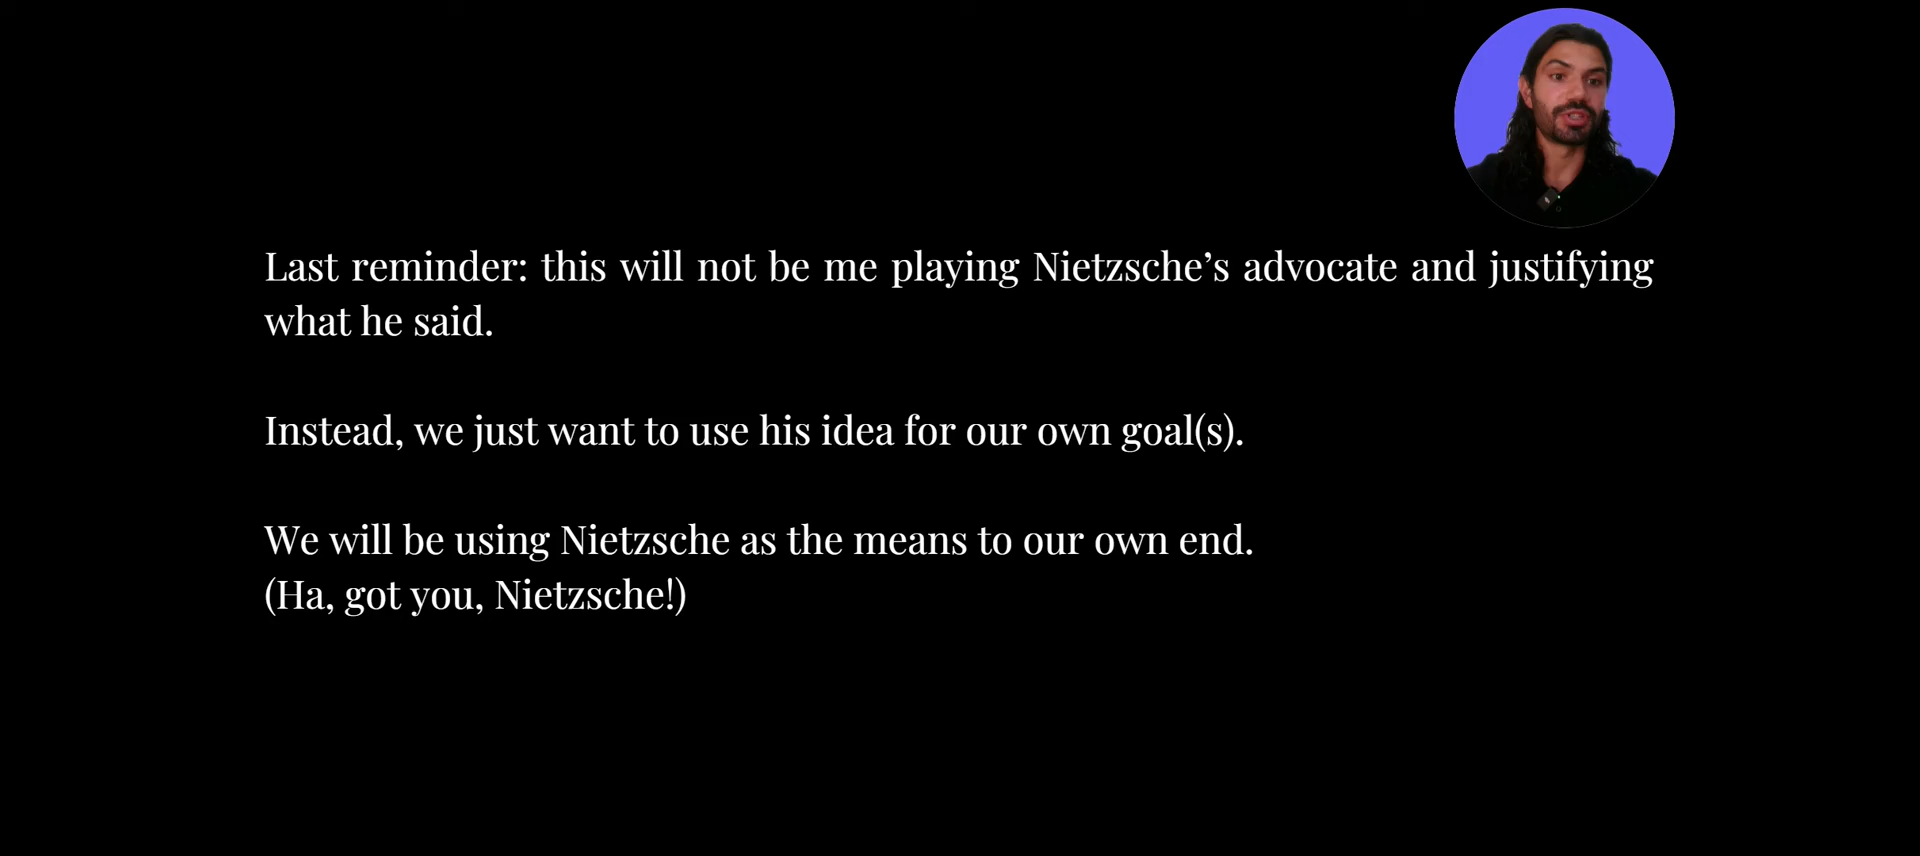 Last reminder: this will not be me playing Nietzsche’s advocate and justifying
what he said.
Instead, we just want to use his idea for our own goal(s).
We will be using Nietzsche as the means to our own end.
(Ha, got you, Nietzsche!)